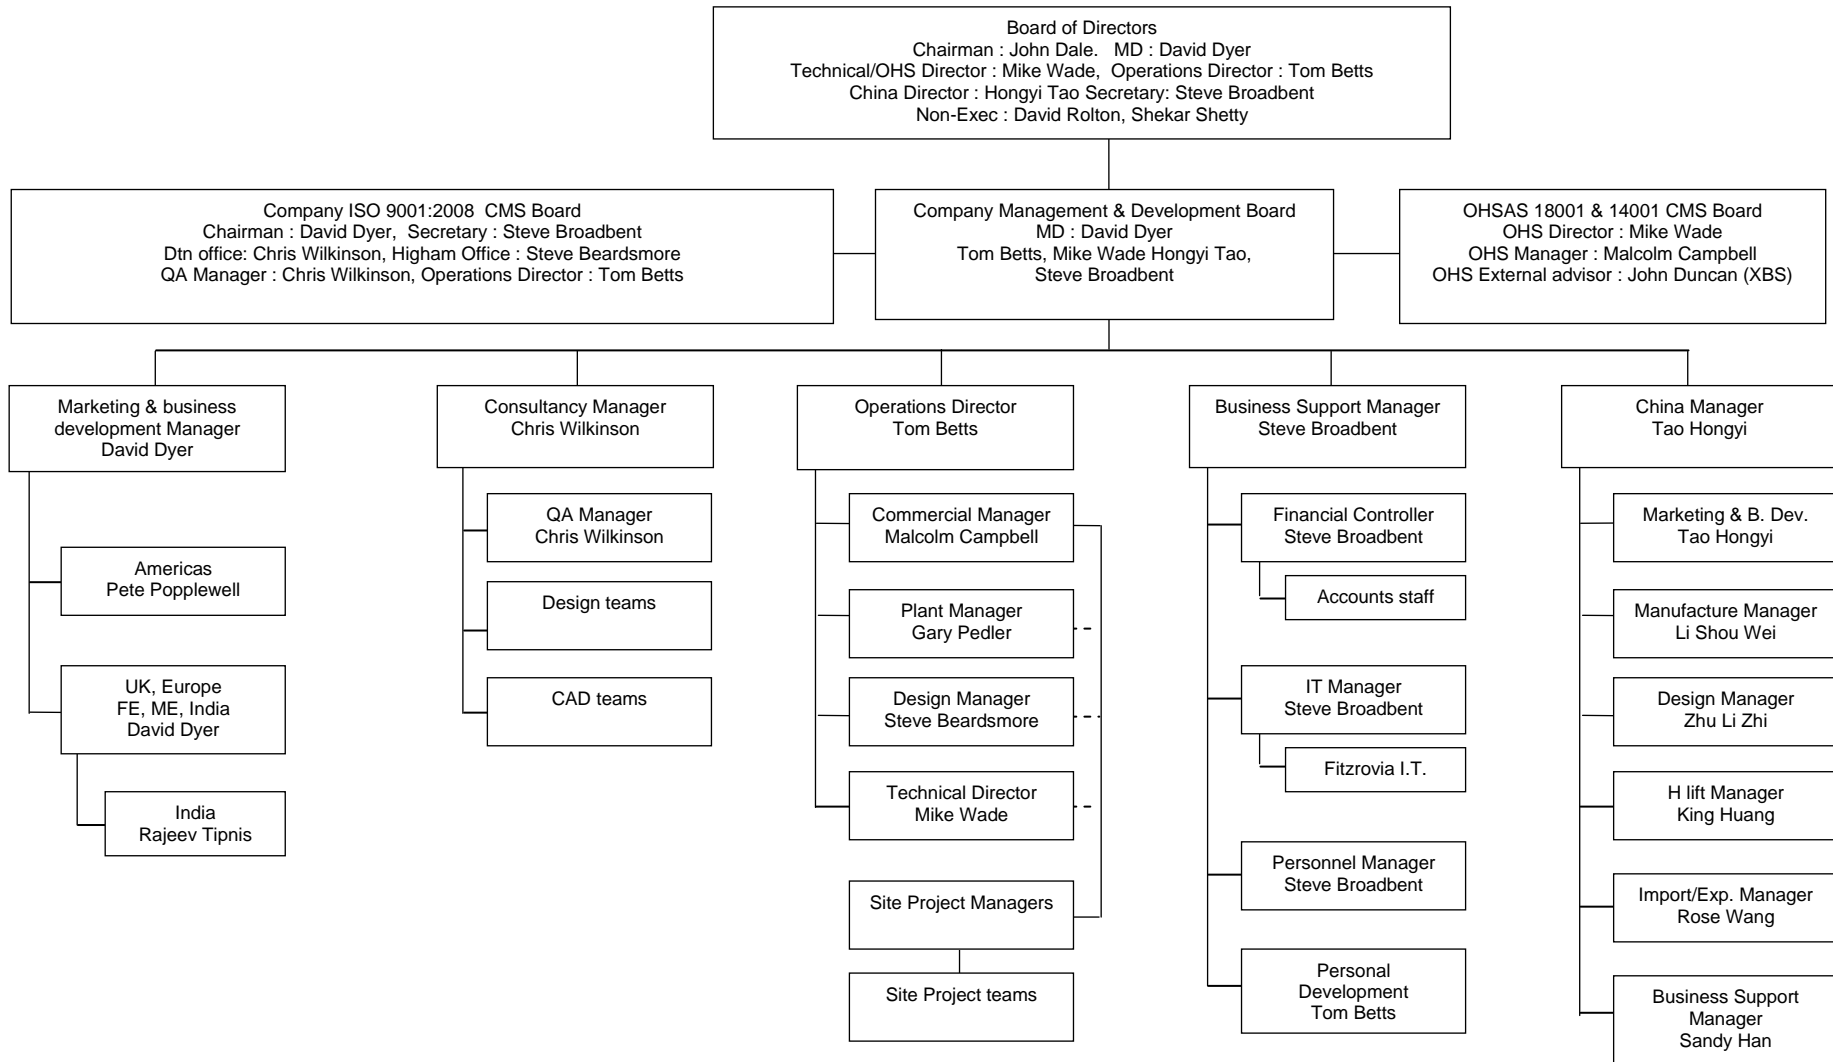 Board of Directors
Chairman : John Dale.   MD : David Dyer
Technical/OHS Director : Mike Wade,  Operations Director : Tom Betts
China Director : Hongyi Tao Secretary: Steve Broadbent
Non-Exec : David Rolton, Shekar Shetty
Company ISO 9001:2008  CMS Board
Chairman : David Dyer,  Secretary : Steve Broadbent
Dtn office: Chris Wilkinson, Higham Office : Steve Beardsmore
QA Manager : Chris Wilkinson, Operations Director : Tom Betts
Company Management & Development Board
MD : David Dyer
Tom Betts, Mike Wade Hongyi Tao,
Steve Broadbent
OHSAS 18001 & 14001 CMS Board
OHS Director : Mike Wade
OHS Manager : Malcolm Campbell
OHS External advisor : John Duncan (XBS)
Marketing & business
development Manager
David Dyer
Americas
Pete Popplewell
UK, Europe
FE, ME, India
David Dyer
India
Rajeev Tipnis
Consultancy Manager
Chris Wilkinson
QA Manager
Chris Wilkinson
Design teams
CAD teams
Operations Director
Tom Betts
Commercial Manager
Malcolm Campbell
Plant Manager
Gary Pedler
Design Manager
Steve Beardsmore
Technical Director
Mike Wade
Site Project Managers
Site Project teams
Business Support Manager
Steve Broadbent
Financial Controller
Steve Broadbent
Accounts staff
IT Manager
Steve Broadbent
Fitzrovia I.T.
Personnel Manager
Steve Broadbent
Personal
Development
Tom Betts
China Manager
Tao Hongyi
Marketing & B. Dev.
Tao Hongyi
Manufacture Manager
Li Shou Wei
Design Manager
Zhu Li Zhi
H lift Manager
King Huang
Import/Exp. Manager
Rose Wang
Business Support
Manager
Sandy Han